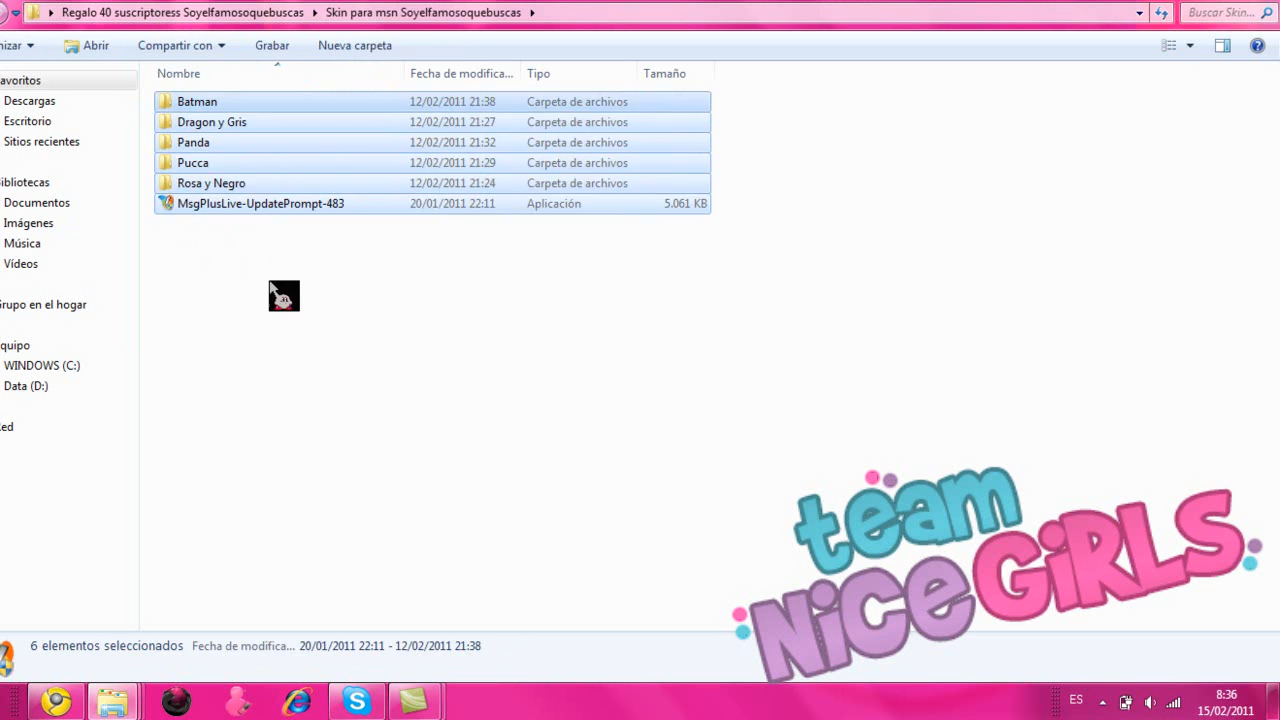 Regalo 40 suscriptoress Soyelfamosoquebuscas Skin para msn Soyelfamosoquebuscas
Buscar Skin...
nizar Abrir Compartir con Grabar Nueva carpeta
avoritos
Descargas
Escritorio
Sitios recientes
ibliotecas
Documentos
Imágenes
Música
Vídeos
Grupo en el hogar
quipo
WINDOWS (C:)
Data (D:)
Red
Nombre Fecha de modifica... Tipo Tamaño
Batman 12/02/2011 21:38 Carpeta de archivos
Dragon y Gris 12/02/2011 21:27 Carpeta de archivos
Panda 12/02/2011 21:32 Carpeta de archivos
Pucca 12/02/2011 21:29 Carpeta de archivos
Rosa y Negro 12/02/2011 21:24 Carpeta de archivos
MsgPlusLive-UpdatePrompt-483 20/01/2011 22:11 Aplicación 5.061 KB
team
NiCe GiRLS
6 elementos seleccionados Fecha de modifica... 20/01/2011 22:11 - 12/02/2011 21:38
ES
8:36
15/02/2011